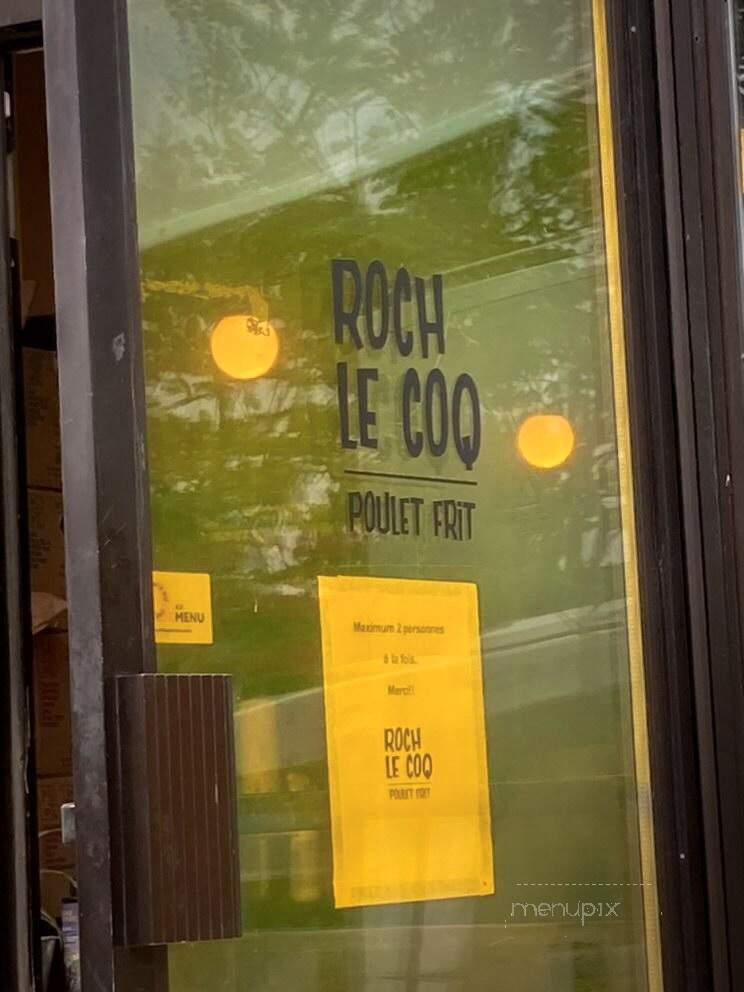 ROCH
LE COQ
POULET FRIT
MENU
Maximum 2 personnes
à la fois.
Merci!
ROCH
LE COQ
POULET FRIT
menupix